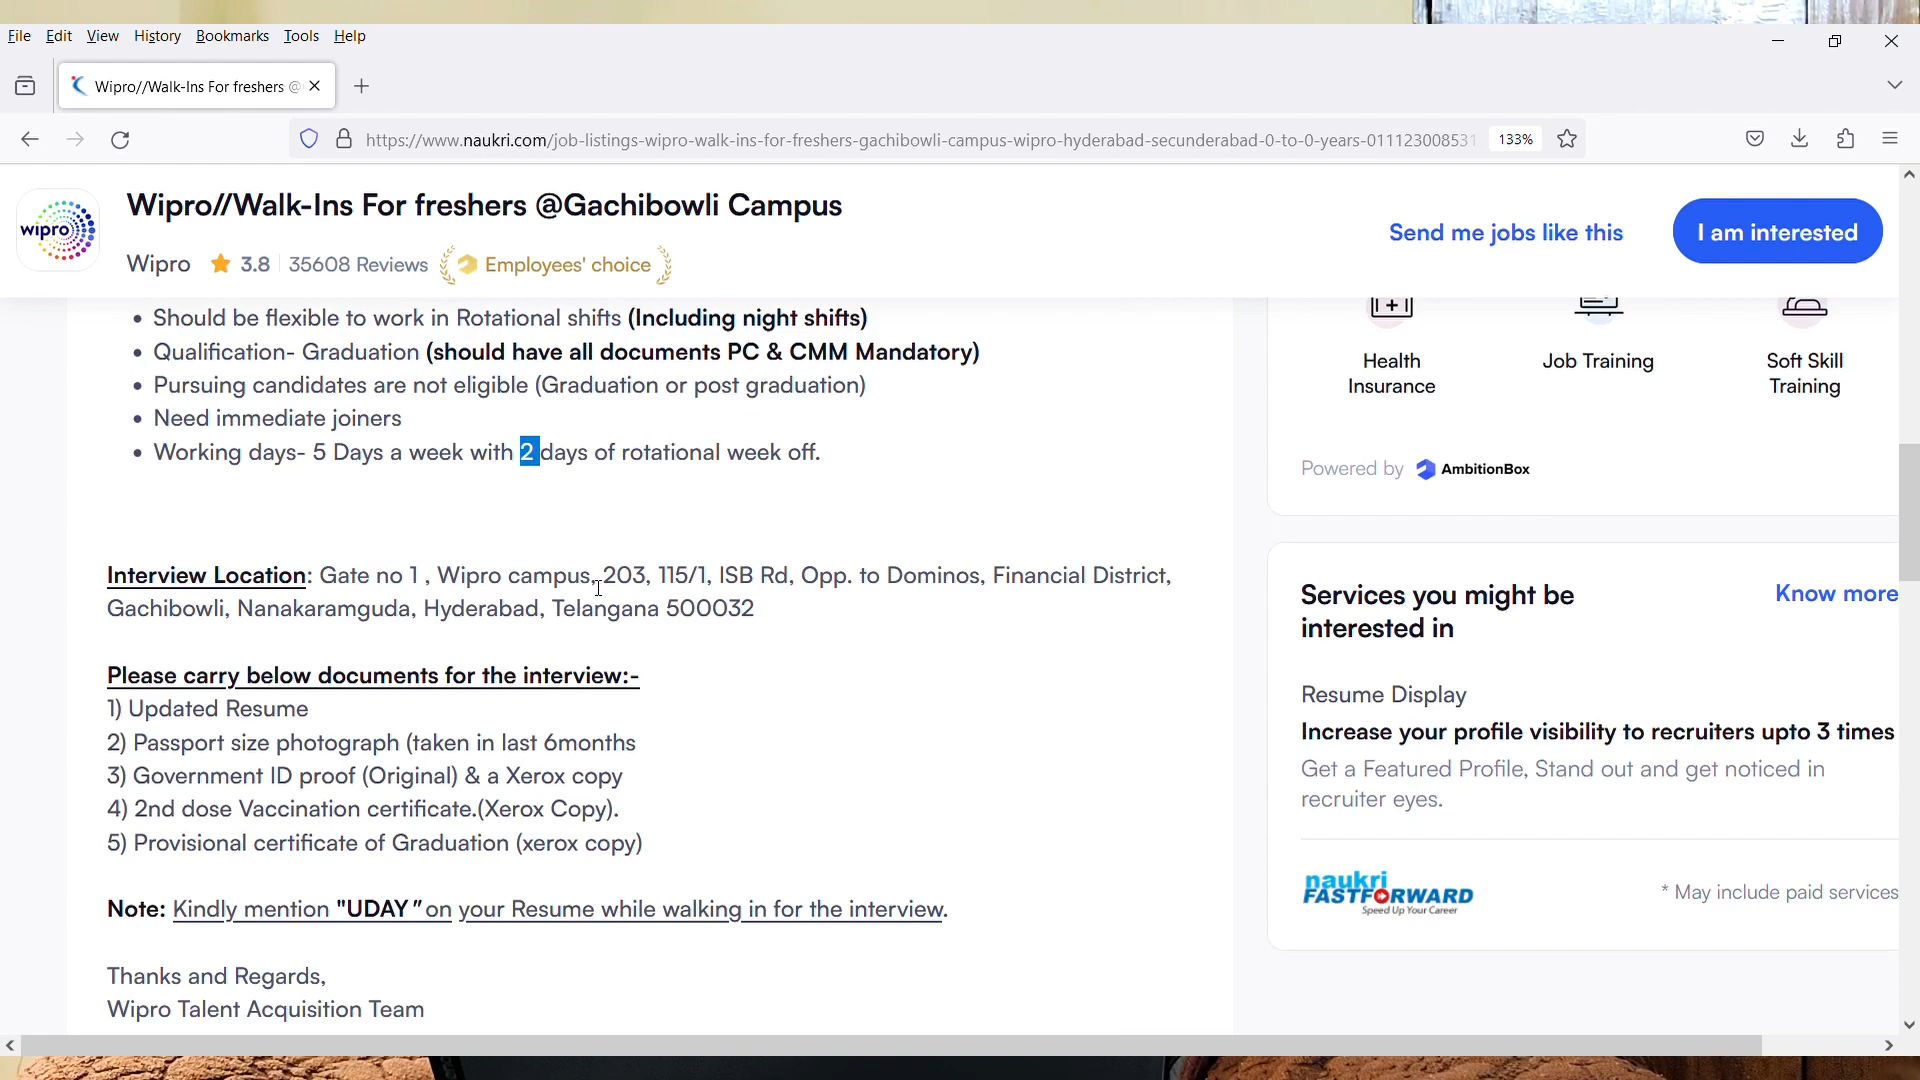 File Edit View History Bookmarks Tools Help
Wipro//Walk-Ins For freshers @
https://www.naukri.com/job-listings-wipro-walk-ins-for-freshers-gachibowli-campus-wipro-hyderabad-secunderabad-0-to-0-years-011123008531 133%
wipro
Wipro//Walk-Ins For freshers @Gachibowli Campus
Wipro 3.8 35608 Reviews Employees' choice
Send me jobs like this
I am interested
• Should be flexible to work in Rotational shifts (Including night shifts)
• Qualification- Graduation (should have all documents PC & CMM Mandatory)
• Pursuing candidates are not eligible (Graduation or post graduation)
• Need immediate joiners
• Working days- 5 Days a week with 2 days of rotational week off.
Interview Location: Gate no 1 , Wipro campus, 203, 115/1, ISB Rd, Opp. to Dominos, Financial District,
Gachibowli, Nanakaramguda, Hyderabad, Telangana 500032
Please carry below documents for the interview:-
1) Updated Resume
2) Passport size photograph (taken in last 6months
3) Government ID proof (Original) & a Xerox copy
4) 2nd dose Vaccination certificate.(Xerox Copy).
5) Provisional certificate of Graduation (xerox copy)
Note: Kindly mention "UDAY" on your Resume while walking in for the interview.
Thanks and Regards,
Wipro Talent Acquisition Team
Health
Insurance
Job Training
Soft Skill
Training
Powered by AmbitionBox
Services you might be
interested in
Know more
Resume Display
Increase your profile visibility to recruiters upto 3 times
Get a Featured Profile, Stand out and get noticed in
recruiter eyes.
naukri
FASTFORWARD
Speed Up Your Career
* May include paid services